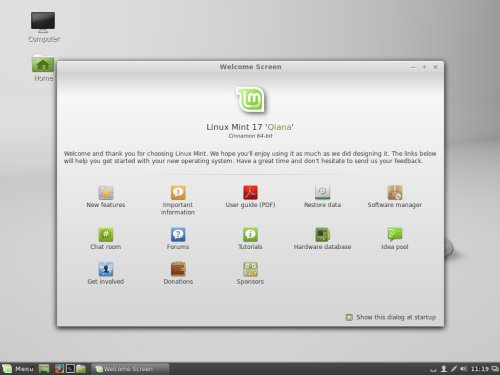 Computer
Home
Welcome Screen
Linux Mint 17 'Qiana'
Cinnamon 64-bit
Welcome and thank you for choosing Linux Mint. We hope you'll enjoy using it as much as we did designing it. The links below
will help you get started with your new operating system. Have a great time and don't hesitate to send us your feedback.
New features
Important
information
User guide (PDF)
Restore data
Software manager
Chat room
Forums
Tutorials
Hardware database
Idea pool
Get involved
Donations
Sponsors
Show this dialog at startup
Menu
Welcome Screen
11:19